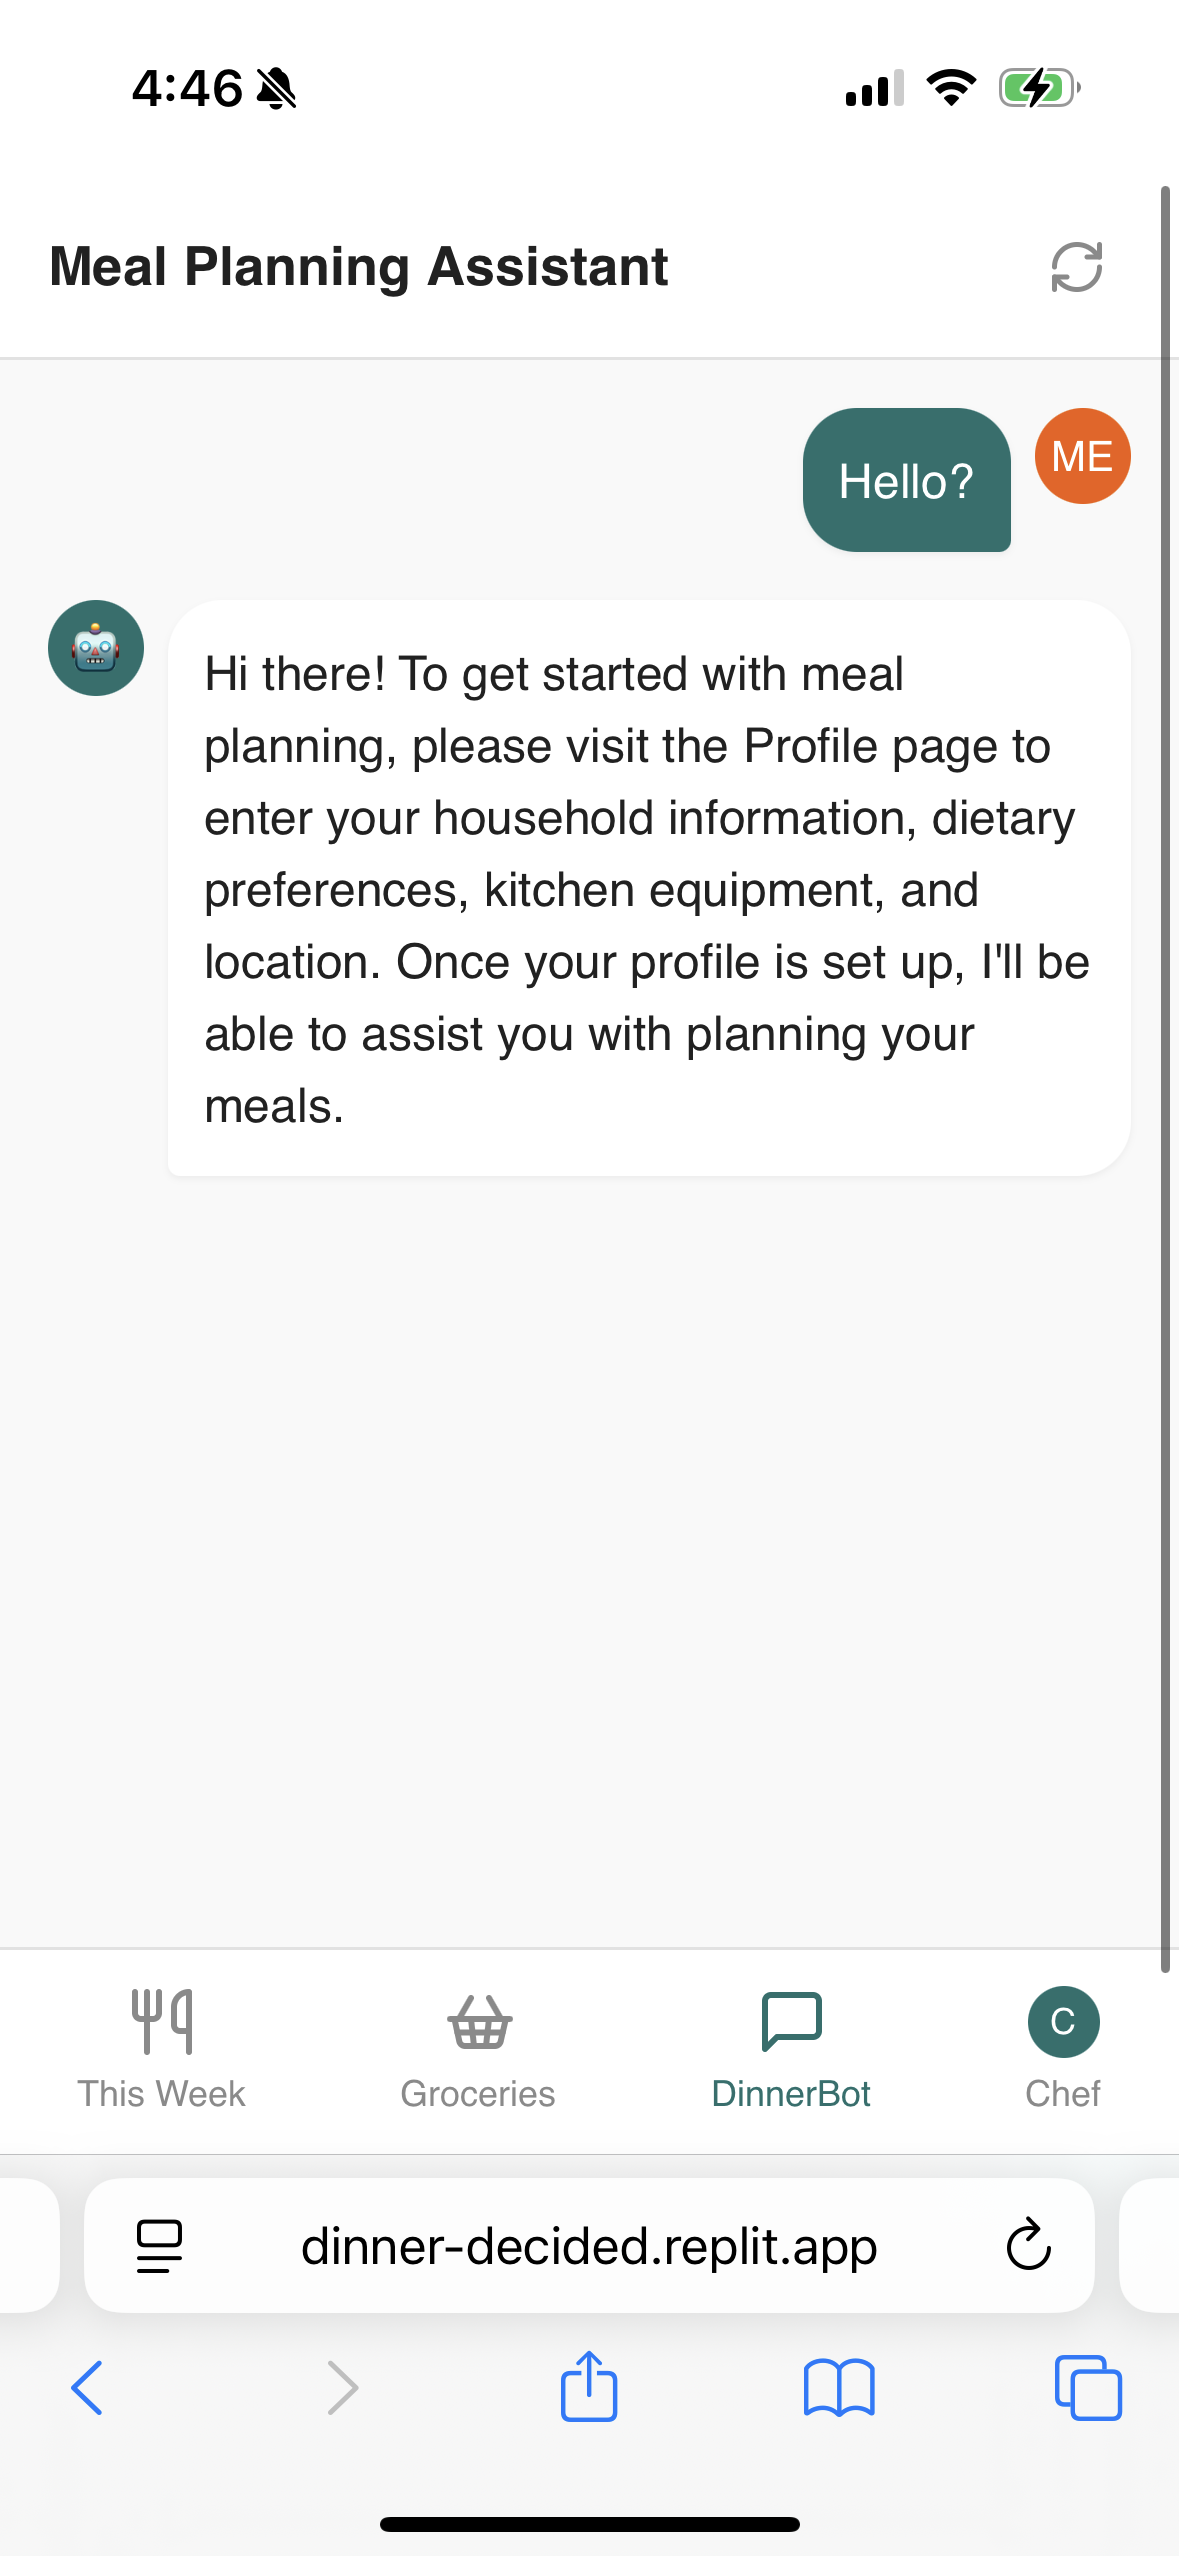 4:46
Meal Planning Assistant
Hello?
ME
Hi there! To get started with meal
planning, please visit the Profile page to
enter your household information, dietary
preferences, kitchen equipment, and
location. Once your profile is set up, I'll be
able to assist you with planning your
meals.
This Week
Groceries
DinnerBot
C
Chef
dinner-decided.replit.app